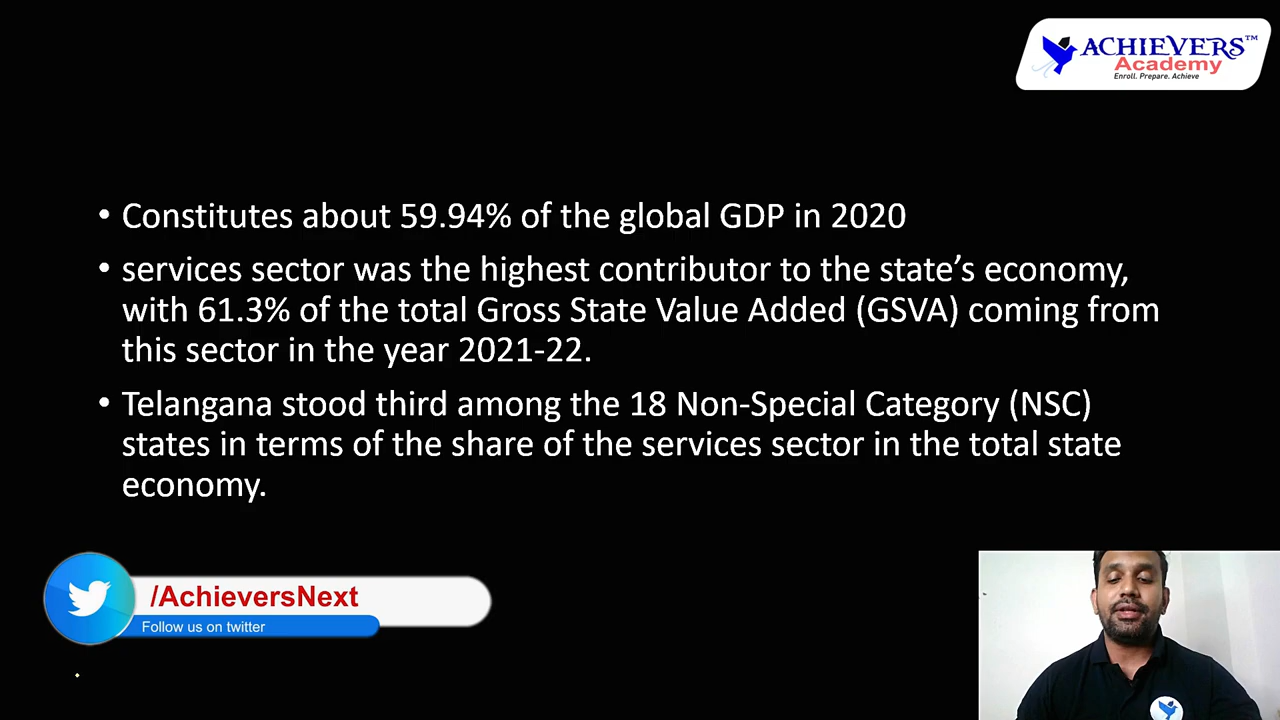 ACHIEVERS™
Academy
Enroll. Prepare. Achieve
• Constitutes about 59.94% of the global GDP in 2020
• services sector was the highest contributor to the state’s economy,
with 61.3% of the total Gross State Value Added (GSVA) coming from
this sector in the year 2021-22.
• Telangana stood third among the 18 Non-Special Category (NSC)
states in terms of the share of the services sector in the total state
economy.
/AchieversNext
Follow us on twitter